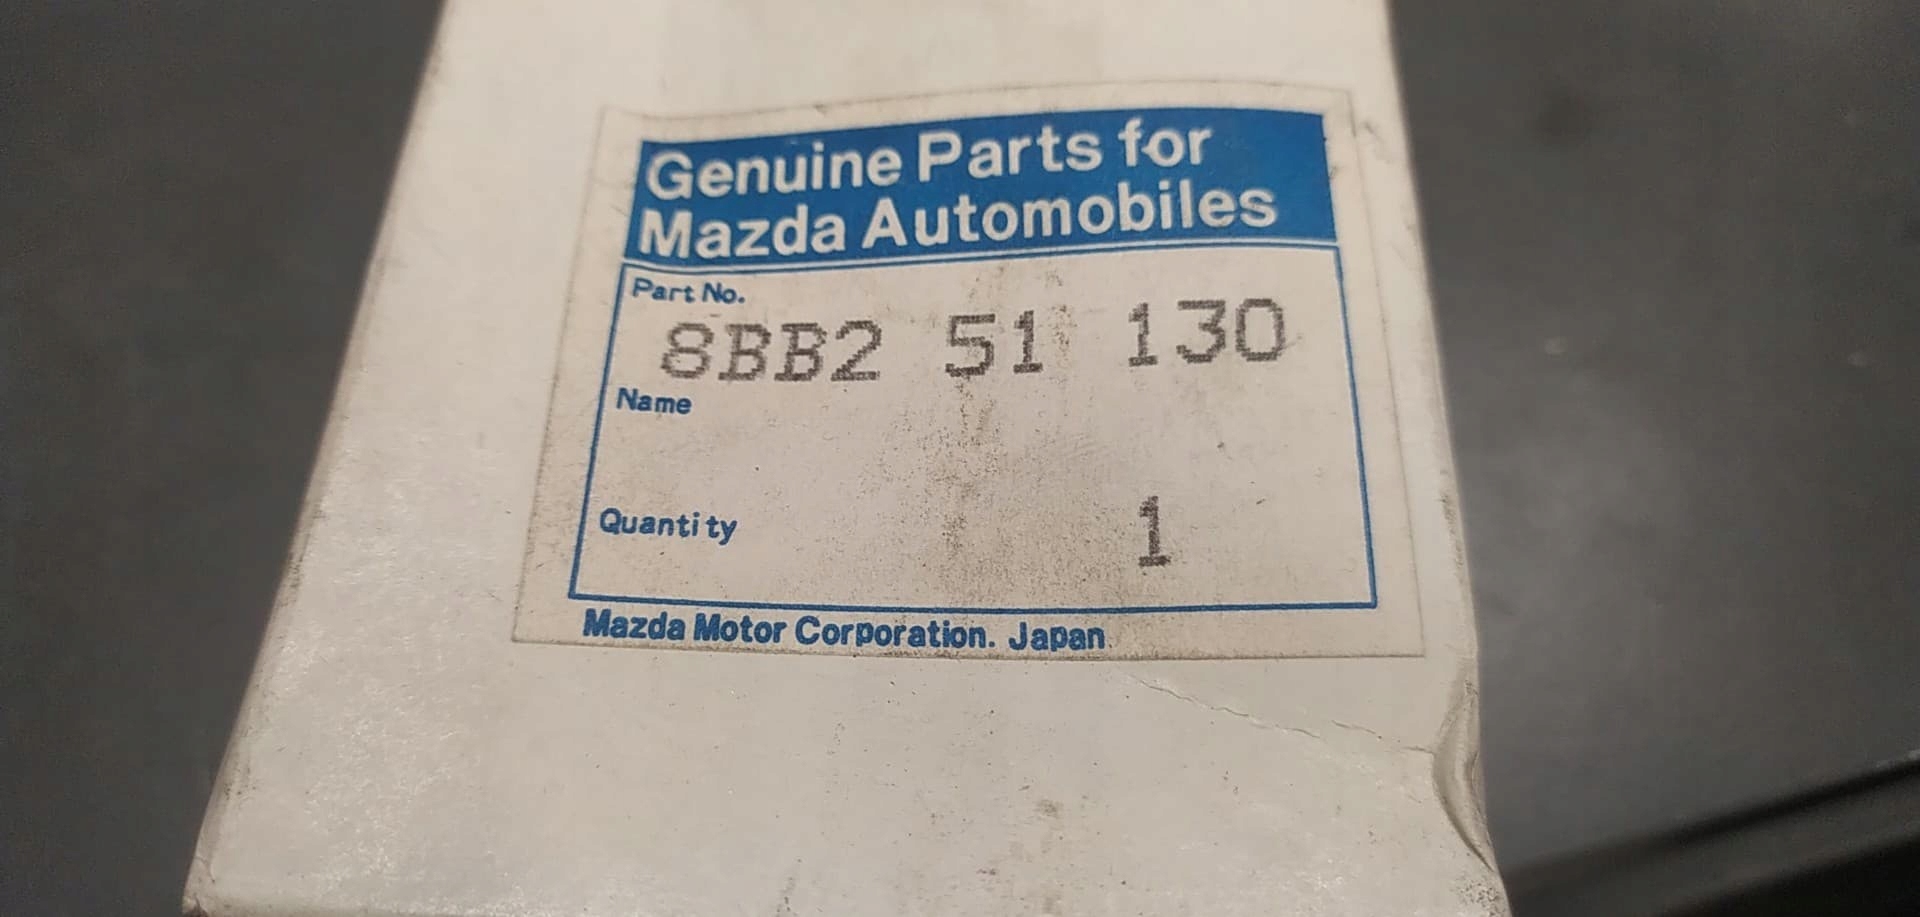 Genuine Parts for
Mazda Automobiles
Part No.
8BB2 51 130
Name
Quantity 1
Mazda Motor Corporation. Japan